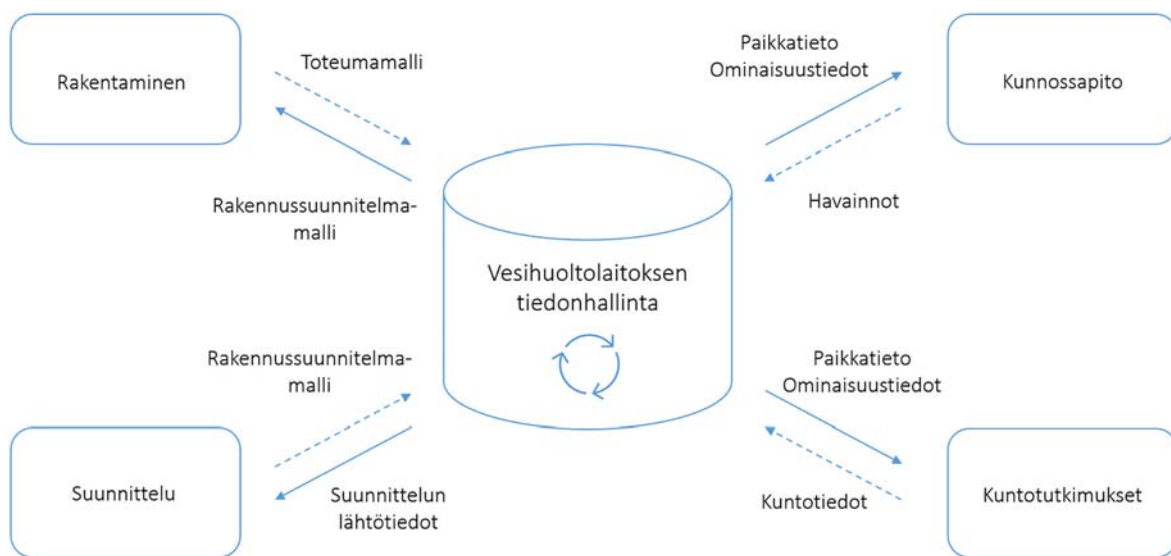 Rakentaminen
Toteumamalli
Rakennussuunnitelma-
malli
Paikkatieto
Ominaisuustiedot
Kunnossapito
Havainnot
Vesihuoltolaitoksen
tiedonhallinta
Rakennussuunnitelma-
malli
Suunnittelu
Suunnittelun
lähtötiedot
Paikkatieto
Ominaisuustiedot
Kuntotiedot
Kuntotutkimukset